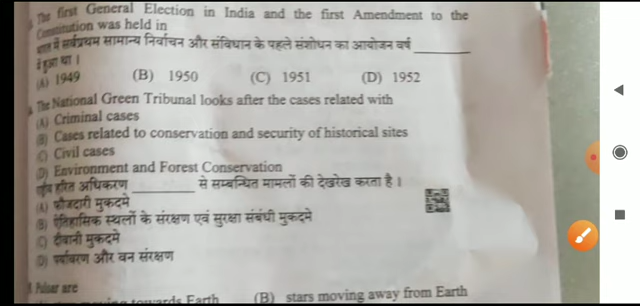 The first General Election in India and the first Amendment to the
Constitution was held in
भारत में सर्वप्रथम सामान्य निर्वाचन और संविधान के पहले संशोधन का आयोजन वर्ष ________
में हुआ था ।
(A) 1949 (B) 1950 (C) 1951 (D) 1952
The National Green Tribunal looks after the cases related with
(A) Criminal cases
(B) Cases related to conservation and security of historical sites
(C) Civil cases
(D) Environment and Forest Conservation
हरित अधिकरण ________ से सम्बन्धित मामलों की देखरेख करता है ।
(A) फौजदारी मुकदमे
(B) ऐतिहासिक स्थलों के संरक्षण एवं सुरक्षा संबंधी मुकदमे
(C) दीवानी मुकदमे
(D) पर्यावरण और वन संरक्षण
Pulsar are
towards Earth (B) stars moving away from Earth